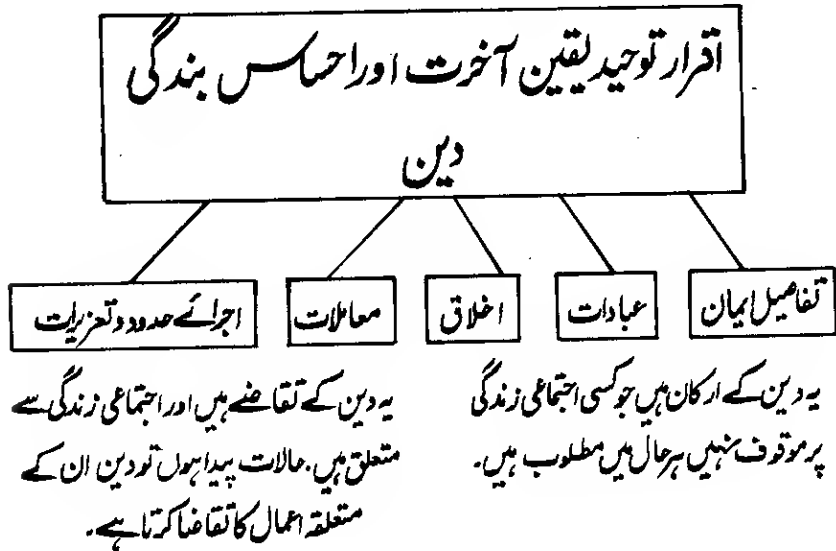 اقرار توحید یقین آخرت اور احساس بندگی
دین
تفاصیل ایمان
عبادات
اخلاق
معاملات
اجرائے حدود و تعزیرات
یہ دین کے ارکان ہیں جو کسی اجتماعی زندگی
پر موقوف نہیں ہر حال میں مطلوب ہیں۔
یہ دین کے تقاضے ہیں اور اجتماعی زندگی سے
متعلق ہیں. حالات پیدا ہوں تو دین ان کے
متعلقہ اعمال کا تقاضا کرتا ہے۔